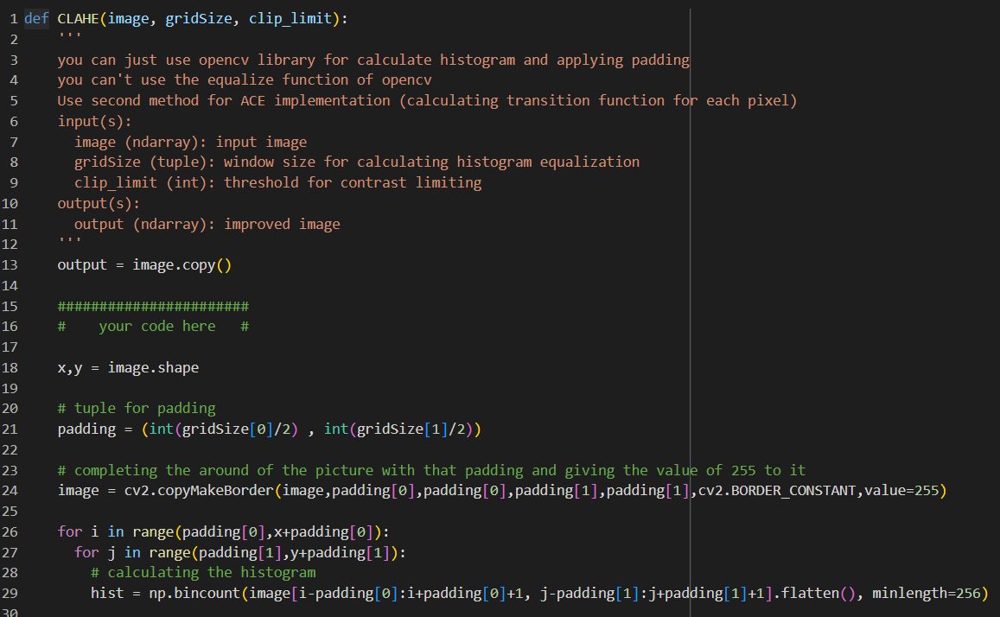 1 def CLAHE(image, gridSize, clip_limit):
2     '''
3     you can just use opencv library for calculate histogram and applying padding
4     you can't use the equalize function of opencv
5     Use second method for ACE implementation (calculating transition function for each pixel)
6     input(s):
7       image (ndarray): input image
8       gridSize (tuple): window size for calculating histogram equalization
9       clip_limit (int): threshold for contrast limiting
10     output(s):
11       output (ndarray): improved image
12     '''
13     output = image.copy()
14
15     #######################
16     #    your code here   #
17
18     x,y = image.shape
19
20     # tuple for padding
21     padding = (int(gridSize[0]/2) , int(gridSize[1]/2))
22
23     # completing the around of the picture with that padding and giving the value of 255 to it
24     image = cv2.copyMakeBorder(image,padding[0],padding[0],padding[1],padding[1],cv2.BORDER_CONSTANT,value=255)
25
26     for i in range(padding[0],x+padding[0]):
27       for j in range(padding[1],y+padding[1]):
28         # calculating the histogram
29         hist = np.bincount(image[i-padding[0]:i+padding[0]+1, j-padding[1]:j+padding[1]+1].flatten(), minlength=256)
30